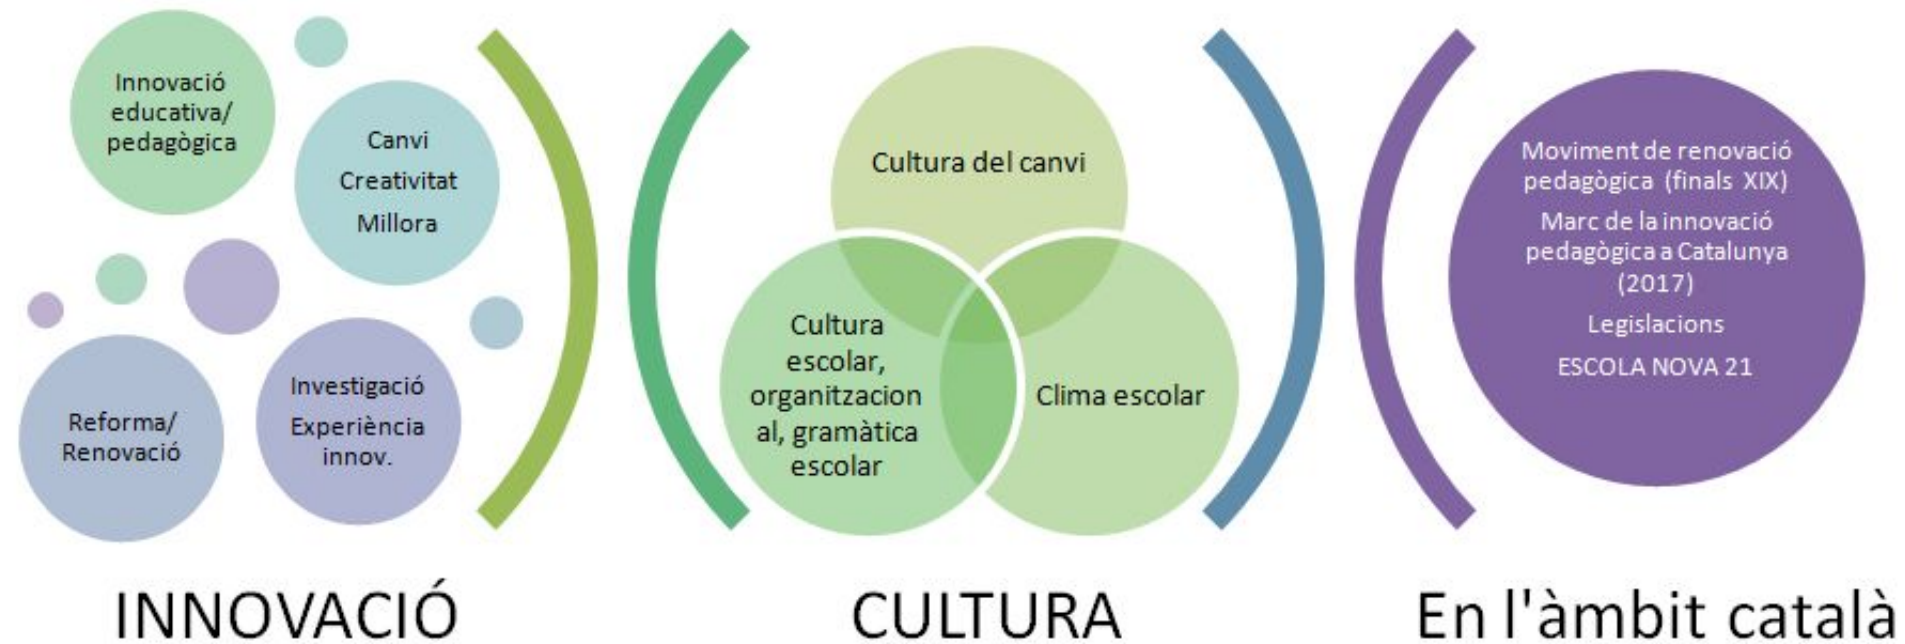 Innovació
educativa/
pedagògica
Canvi
Creativitat
Millora
Reforma/
Renovació
Investigació
Experiència
innov.
INNOVACIÓ
Cultura del canvi
Cultura
escolar,
organitzacion
al, gramàtica
escolar
Clima escolar
CULTURA
Moviment de renovació
pedagògica (finals XIX)
Marc de la innovació
pedagògica a Catalunya
(2017)
Legislacions
ESCOLA NOVA 21
En l'àmbit català